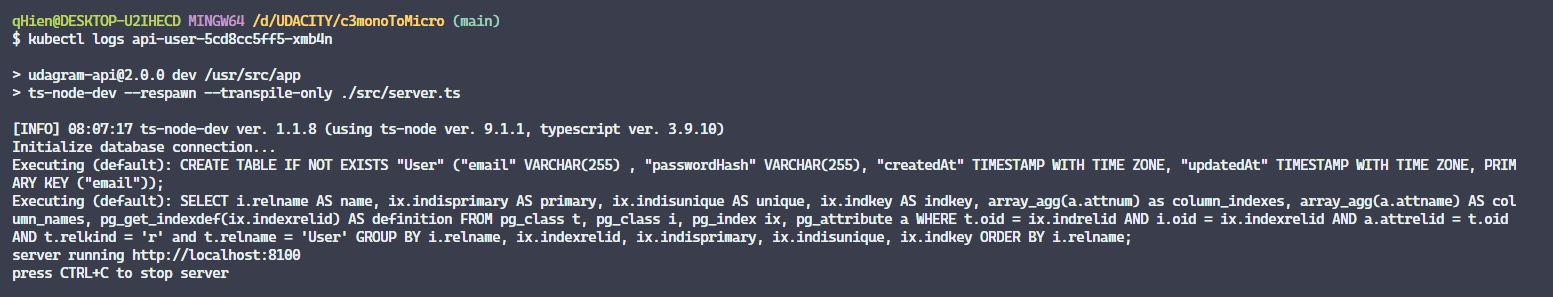 qHien@DESKTOP-U2IHECD MINGW64 /d/UDACITY/c3monoToMicro (main)
$ kubectl logs api-user-5cd8cc5ff5-xmb4n
> udagram-api@2.0.0 dev /usr/src/app
> ts-node-dev --respawn --transpile-only ./src/server.ts
[INFO] 08:07:17 ts-node-dev ver. 1.1.8 (using ts-node ver. 9.1.1, typescript ver. 3.9.10)
Initialize database connection...
Executing (default): CREATE TABLE IF NOT EXISTS "User" ("email" VARCHAR(255) , "passwordHash" VARCHAR(255), "createdAt" TIMESTAMP WITH TIME ZONE, "updatedAt" TIMESTAMP WITH TIME ZONE, PRIM
ARY KEY ("email"));
Executing (default): SELECT i.relname AS name, ix.indisprimary AS primary, ix.indisunique AS unique, ix.indkey AS indkey, array_agg(a.attnum) as column_indexes, array_agg(a.attname) AS col
umn_names, pg_get_indexdef(ix.indexrelid) AS definition FROM pg_class t, pg_class i, pg_index ix, pg_attribute a WHERE t.oid = ix.indrelid AND i.oid = ix.indexrelid AND a.attrelid = t.oid
AND t.relkind = 'r' and t.relname = 'User' GROUP BY i.relname, ix.indexrelid, ix.indisprimary, ix.indisunique, ix.indkey ORDER BY i.relname;
server running http://localhost:8100
press CTRL+C to stop server